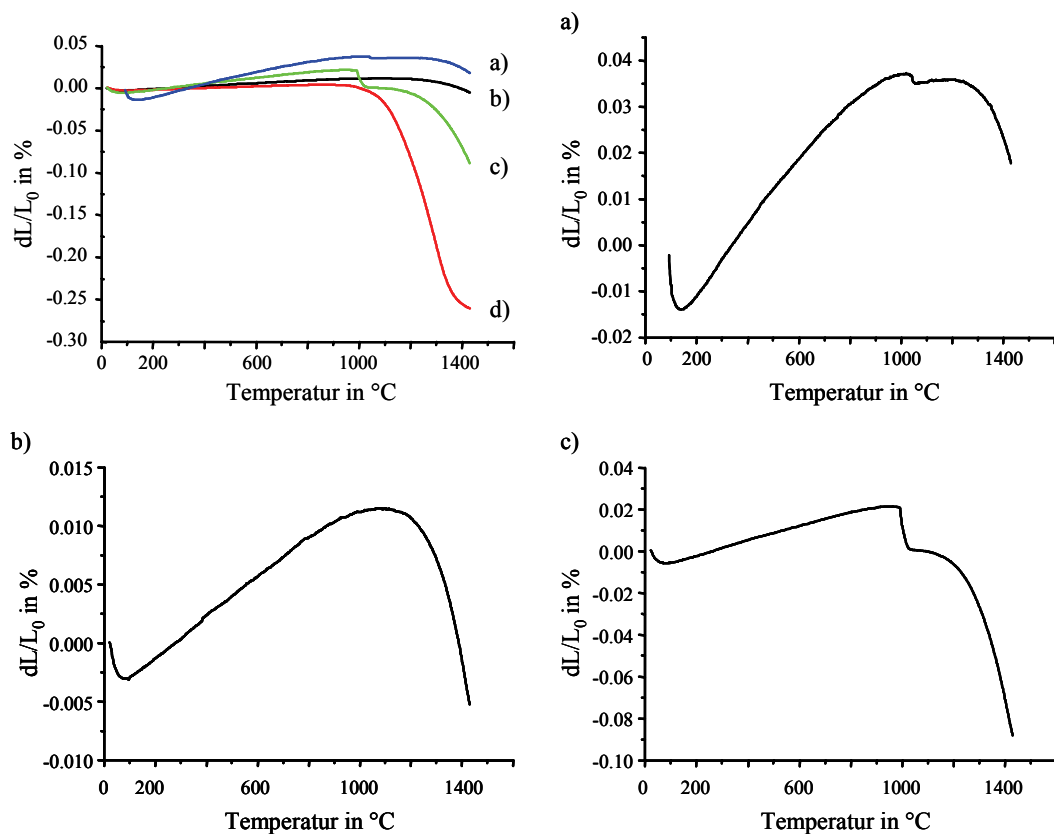 0.05
0.00
-0.05
-0.10
-0.15
-0.20
-0.25
-0.30
dL/L0 in %
0 200 600 1000 1400
Temperatur in °C
a)
b)
c)
d)
a)
0.04
0.03
0.02
0.01
0.00
-0.01
-0.02
dL/L0 in %
0 200 600 1000 1400
Temperatur in °C
b)
0.015
0.010
0.005
0.000
-0.005
-0.010
dL/L0 in %
0 200 600 1000 1400
Temperatur in °C
c)
0.04
0.02
0.00
-0.02
-0.04
-0.06
-0.08
-0.10
dL/L0 in %
0 200 600 1000 1400
Temperatur in °C